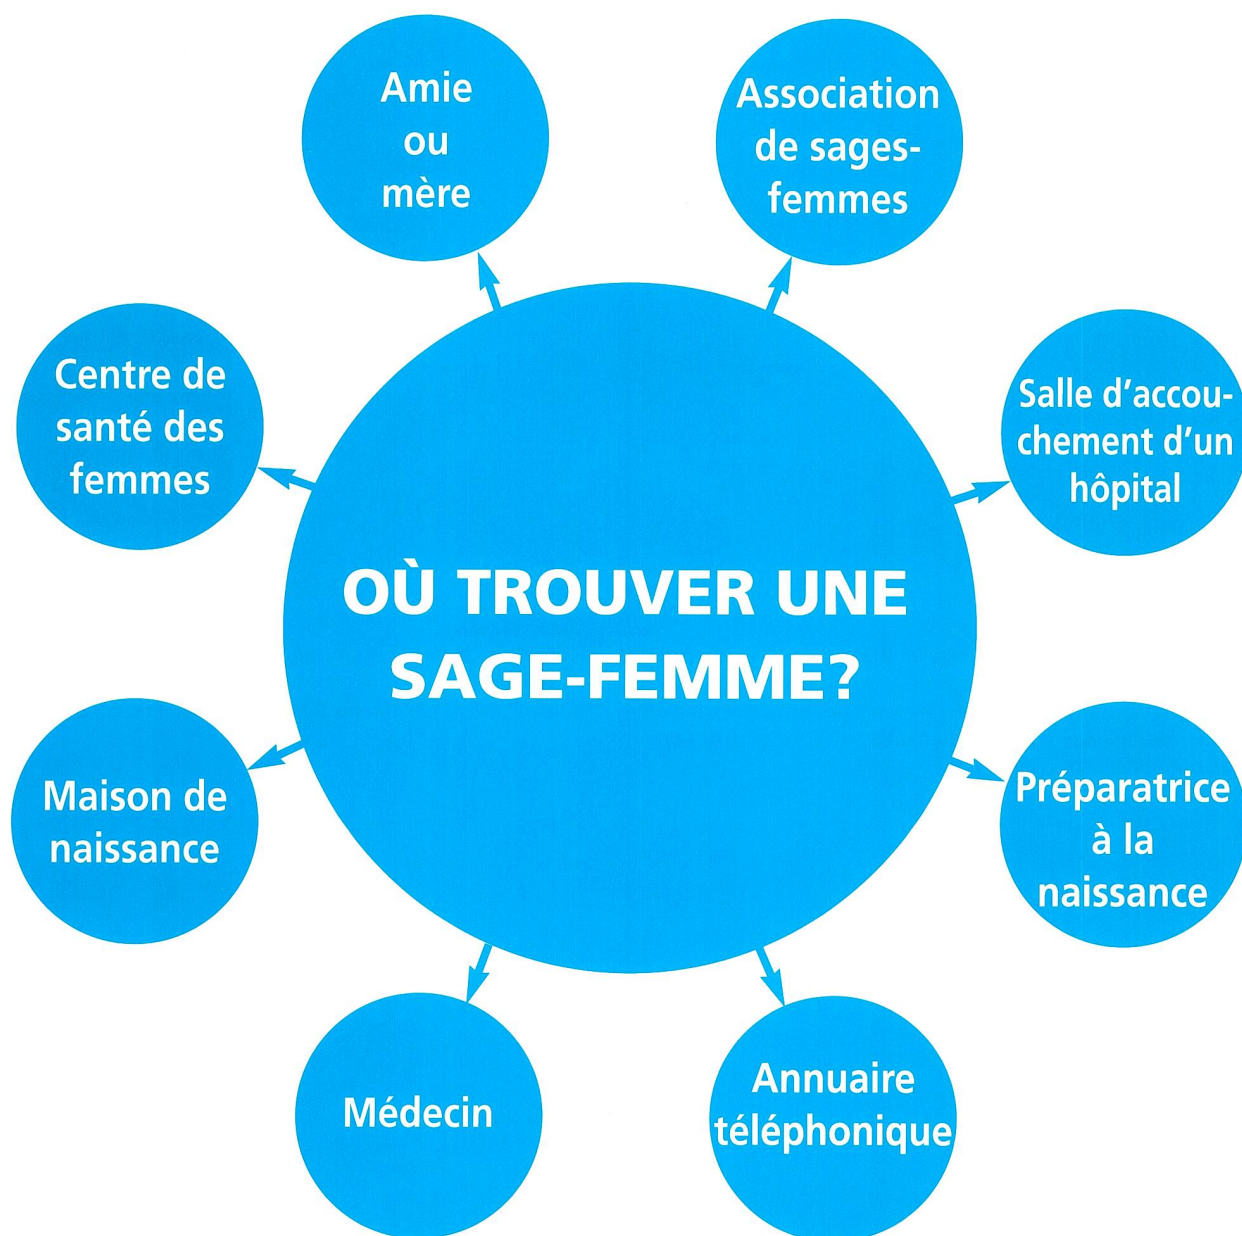 Amie
ou
mère
Association
de sages-
femmes
Centre de
santé des
femmes
Salle d'accou-
chement d'un
hôpital
OÙ TROUVER UNE
SAGE-FEMME?
Maison de
naissance
Préparatrice
à la
naissance
Médecin
Annuaire
téléphonique